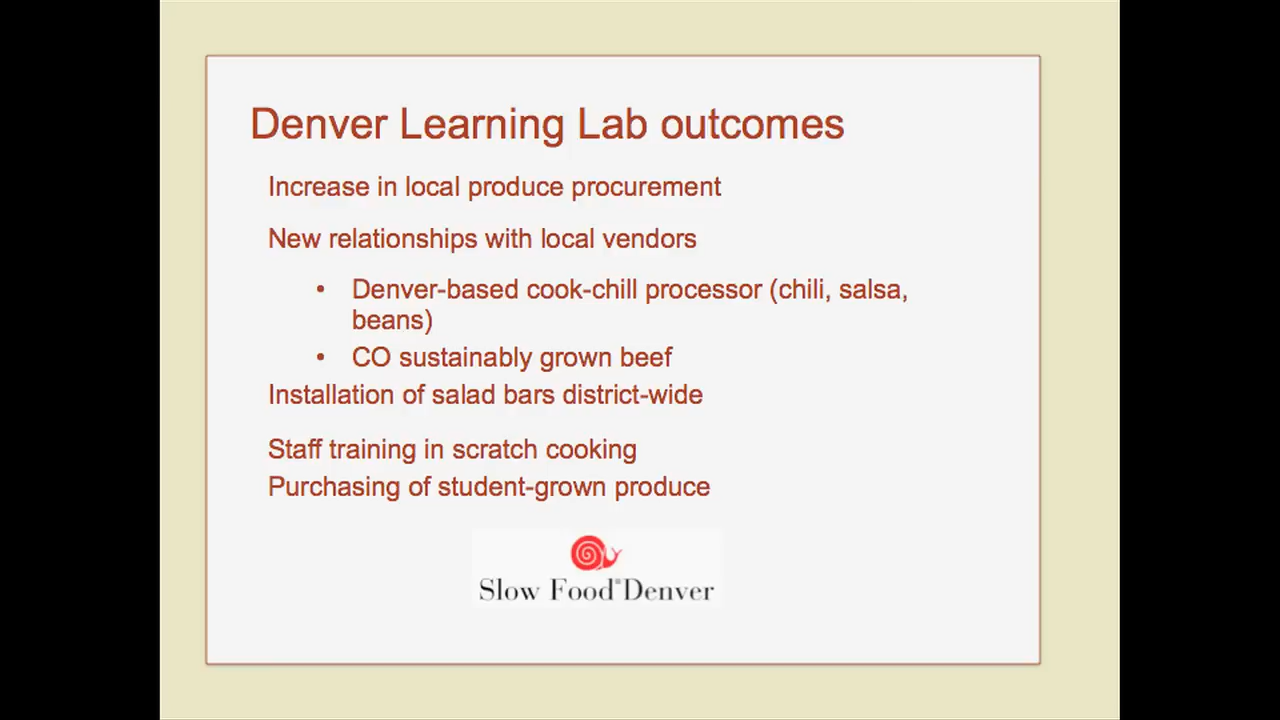 Denver Learning Lab outcomes
Increase in local produce procurement
New relationships with local vendors
• Denver-based cook-chill processor (chili, salsa,
beans)
• CO sustainably grown beef
Installation of salad bars district-wide
Staff training in scratch cooking
Purchasing of student-grown produce
Slow Food® Denver